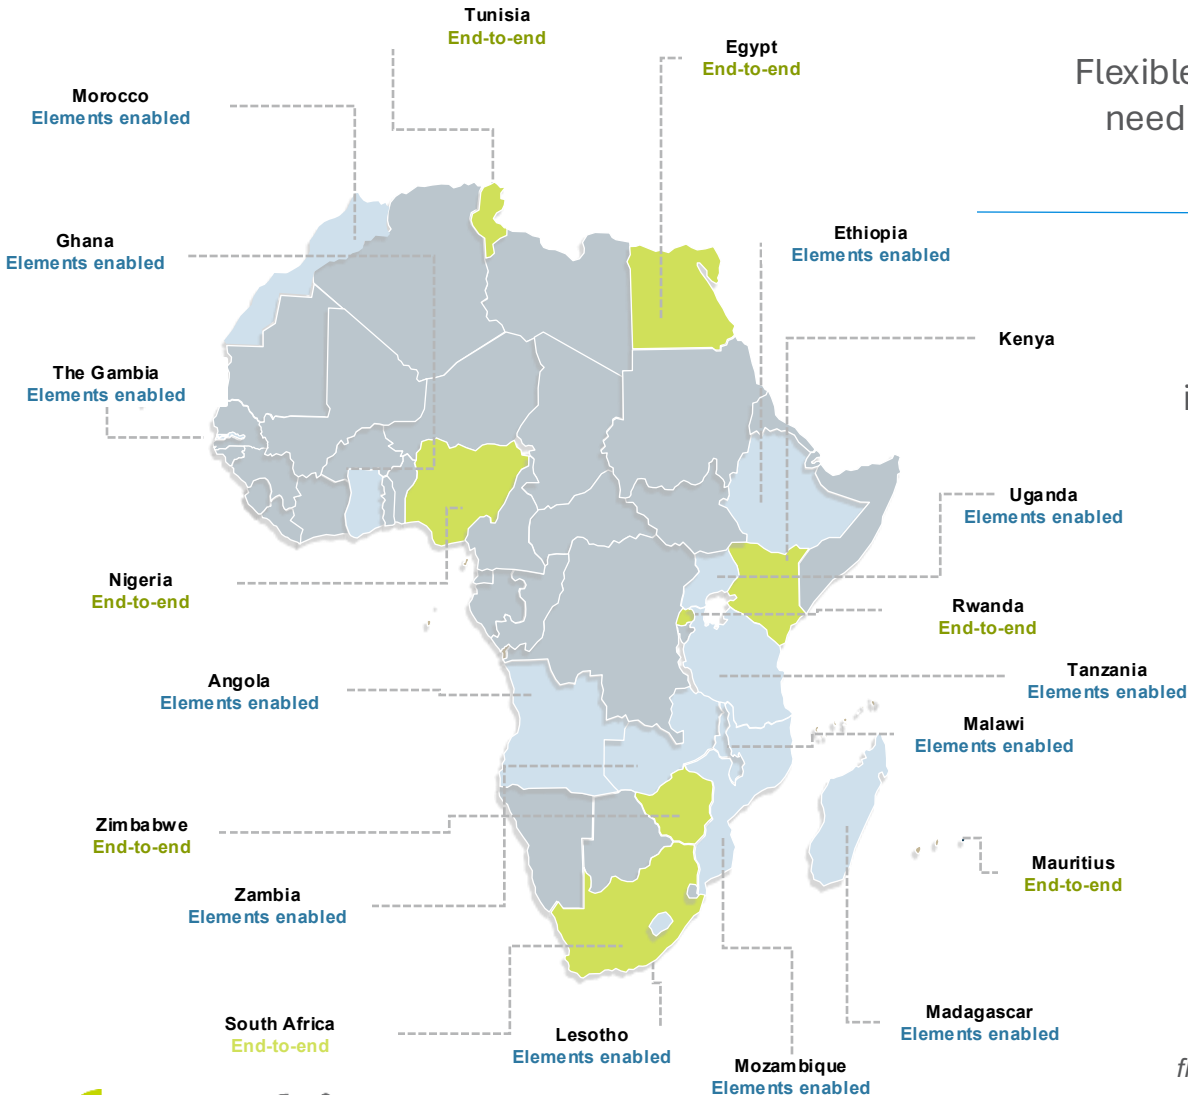 Tunisia
End-to-end
Egypt
End-to-end
Flexible
need
Morocco
Elements enabled
Ghana
Elements enabled
Ethiopia
Elements enabled
Kenya
The Gambia
Elements enabled
i
Uganda
Elements enabled
Nigeria
End-to-end
Rwanda
End-to-end
Angola
Elements enabled
Tanzania
Elements enabled
Malawi
Elements enabled
Zimbabwe
End-to-end
Mauritius
End-to-end
Zambia
Elements enabled
South Africa
End-to-end
Lesotho
Elements enabled
Madagascar
Elements enabled
Mozambique
Elements enabled